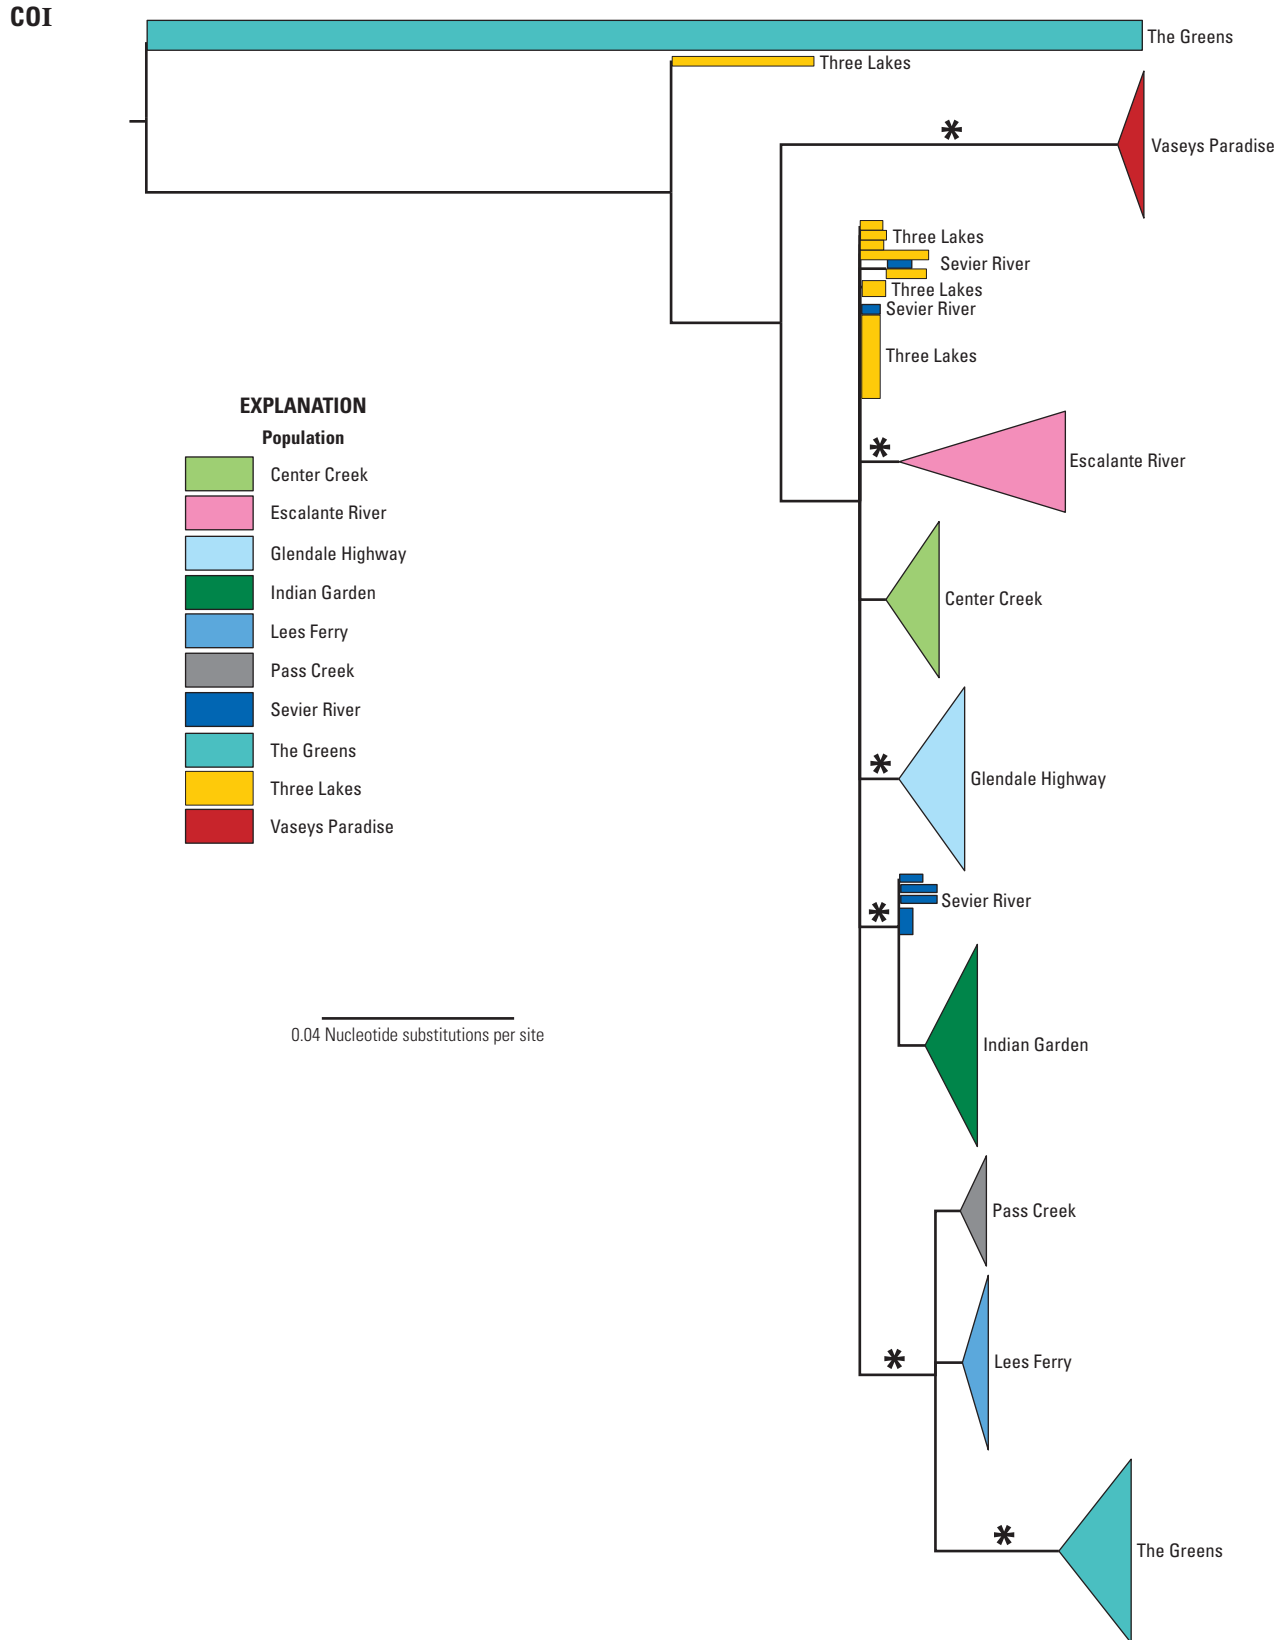 COI
The Greens
Three Lakes
*
Vaseys Paradise
Three Lakes
Sevier River
Three Lakes
Sevier River
Three Lakes
EXPLANATION
Population
Center Creek
Escalante River
Glendale Highway
Indian Garden
Lees Ferry
Pass Creek
Sevier River
The Greens
Three Lakes
Vaseys Paradise
*
Escalante River
Center Creek
*
Glendale Highway
*
Sevier River
0.04 Nucleotide substitutions per site
Indian Garden
Pass Creek
*
Lees Ferry
*
The Greens